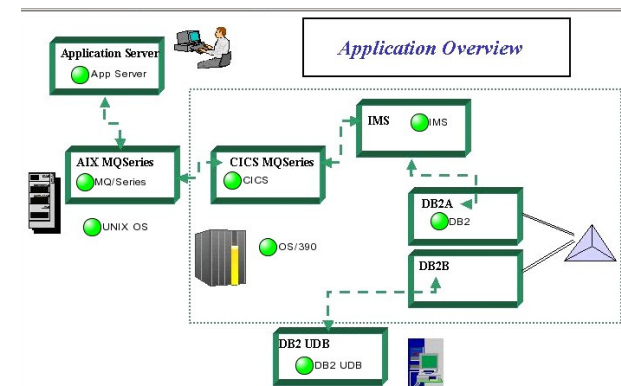 Application Overview
Application Server
App Server
AIX MQSeries
MQ/Series
UNIX OS
CICS MQSeries
CICS
OS/390
IMS
IMS
DB2A
DB2
DB2B
DB2 UDB
DB2 UDB